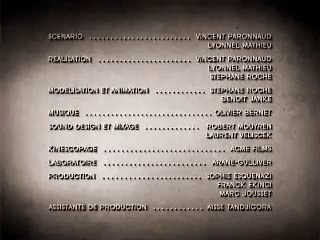 SCENARIO ........................ VINCENT PARONNAUD
LYONNEL MATHIEU
REALISATION ...................... VINCENT PARONNAUD
LYONNEL MATHIEU
STEPHANE ROCHE
MODELISATION ET ANIMATION ............ STEPHANE ROCHE
BENOIT JANKE
MUSIQUE .............................. OLIVIER BERNET
SOUND DESIGN ET MIXAGE ............. ROBERT MOUYREN
LAURENT VELISCEK
KINESCOPAGE ............................. ACME FILMS
LABORATOIRE ......................... ARANE-GULLIVER
PRODUCTION ........................ SOPHIE ESQUENAZI
FRANCK EKINCI
MARC JOUSSET
ASSISTANTE DE PRODUCTION ............ AISSE TANDJIGORA